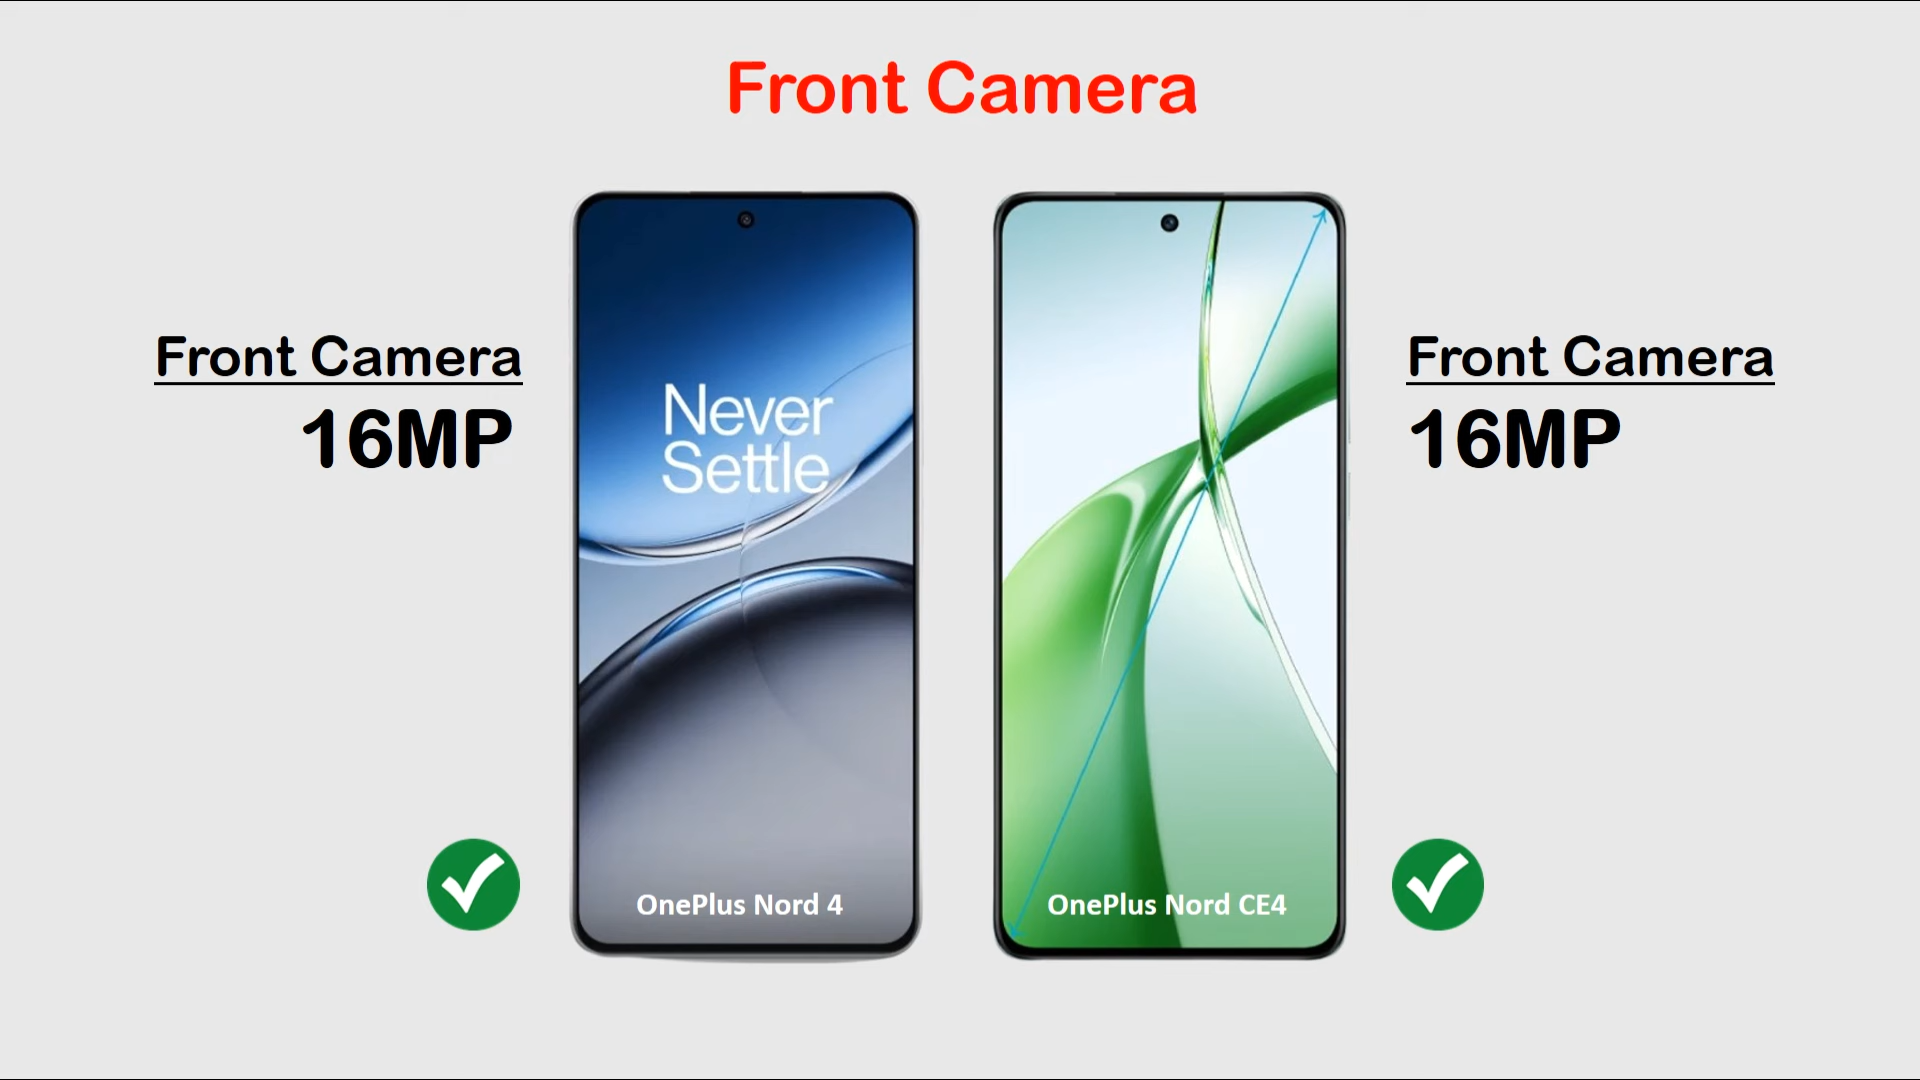 Front Camera
Front Camera
16MP
Never
Settle
OnePlus Nord 4
Front Camera
16MP
OnePlus Nord CE4